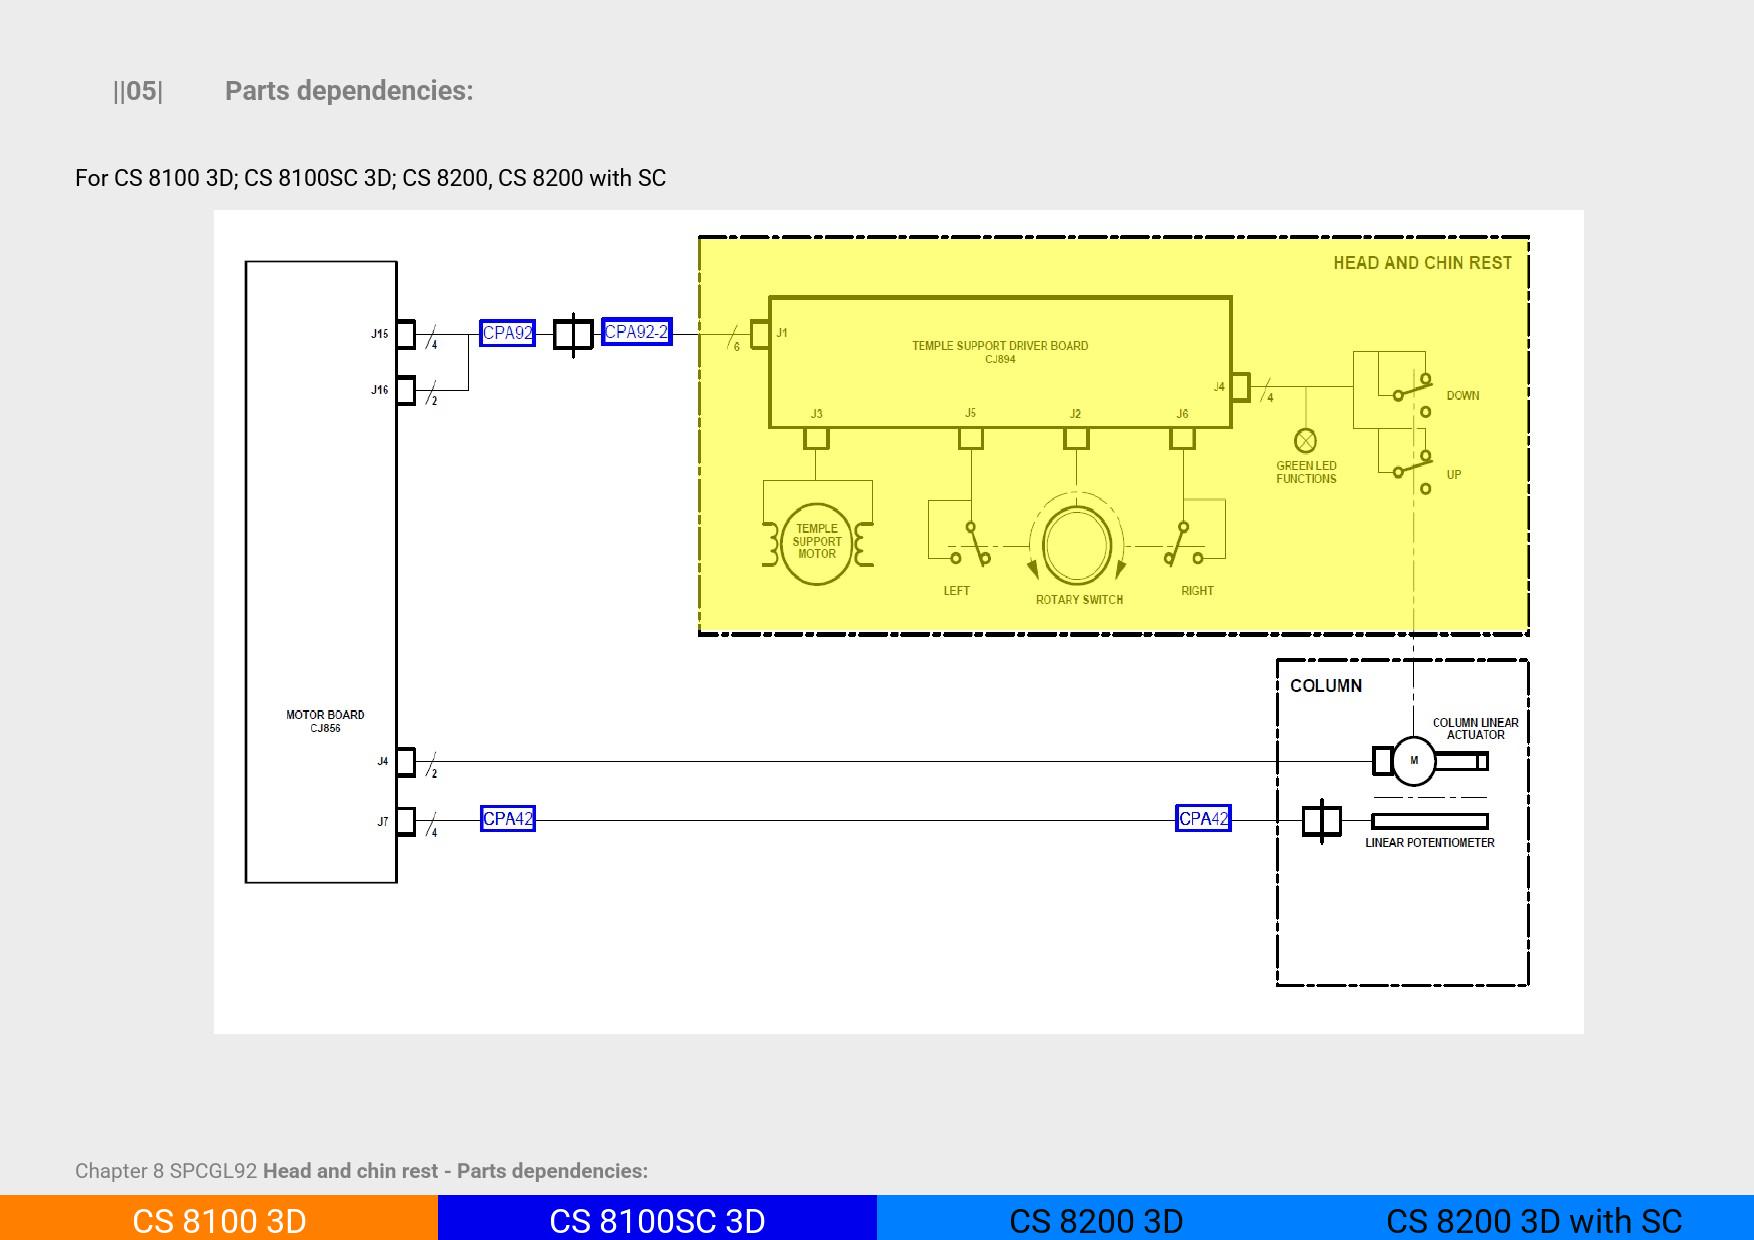 ||05| Parts dependencies:
For CS 8100 3D; CS 8100SC 3D; CS 8200, CS 8200 with SC
HEAD AND CHIN REST
J15
4
CPA92
CPA92-2
6
J1
TEMPLE SUPPORT DRIVER BOARD
CJ894
J16
2
J4
4
DOWN
J3
J5
J2
J6
GREEN LED
FUNCTIONS
UP
TEMPLE
SUPPORT
MOTOR
LEFT
ROTARY SWITCH
RIGHT
COLUMN
MOTOR BOARD
CJ856
COLUMN LINEAR
ACTUATOR
J4
2
M
J7
4
CPA42
CPA42
LINEAR POTENTIOMETER
Chapter 8 SPCGL92 Head and chin rest - Parts dependencies:
CS 8100 3D
CS 8100SC 3D
CS 8200 3D
CS 8200 3D with SC